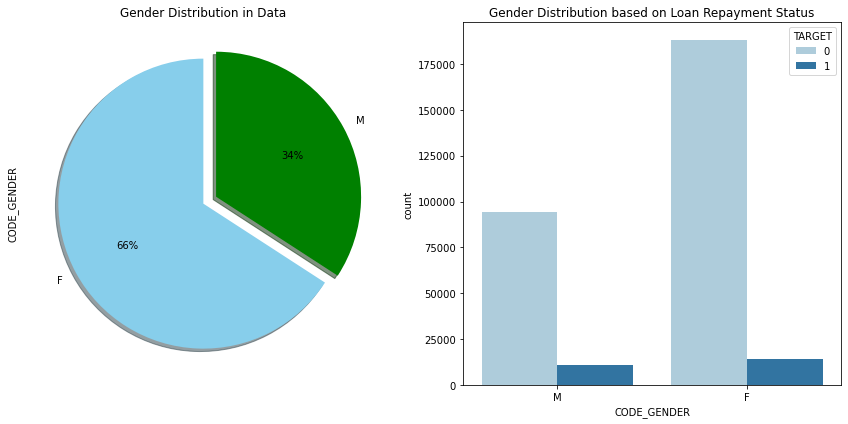 Gender Distribution in Data
CODE_GENDER
M
34%
66%
F
Gender Distribution based on Loan Repayment Status
TARGET
0
1
count
175000
150000
125000
100000
75000
50000
25000
0
M
F
CODE_GENDER